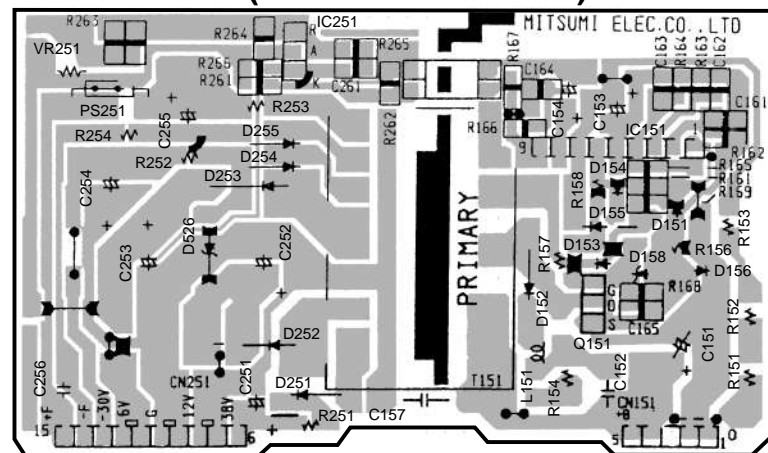 MITSUMI ELEC.CO.,LTD
R263
R264
R
A
K
IC251
R265
R167
C163
R164
R163
C162
VR251
R266
R261
C261
R262
C164
C154
C153
C161
PS251
R253
R166
IC151
1
9
R162
R254
C255
D255
R252
D254
D253
C254
R158
D154
R165
R161
R169
D155
D151
R153
D526
C253
C252
PRIMARY
R157
D153
D158
R156
D156
D152
G
D
S
R168
C165
R152
D252
Q151
C151
CN251
C251
D251
T151
L151
R154
C152
R151
C256
+F
-F
-30V
6V
G
12V
38V
R251
C157
CN151
+B
0
15
6
5
1